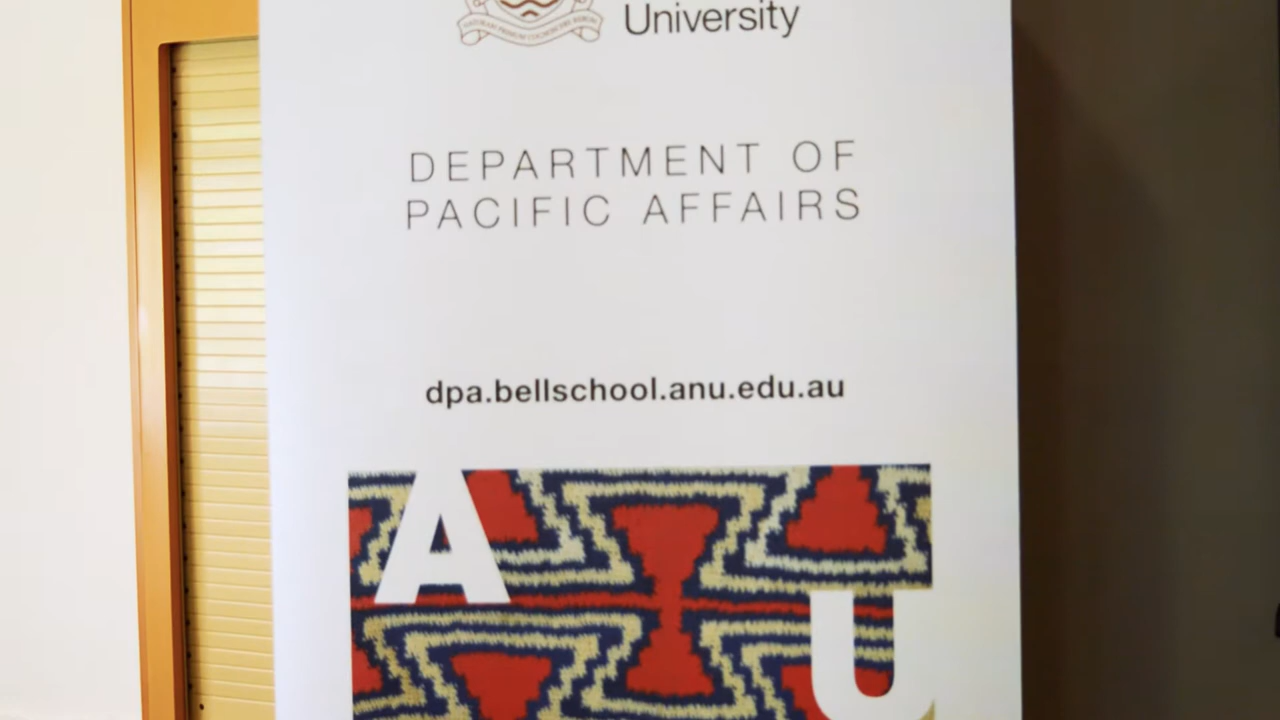 University
DEPARTMENT OF
PACIFIC AFFAIRS
dpa.bellschool.anu.edu.au
A
U